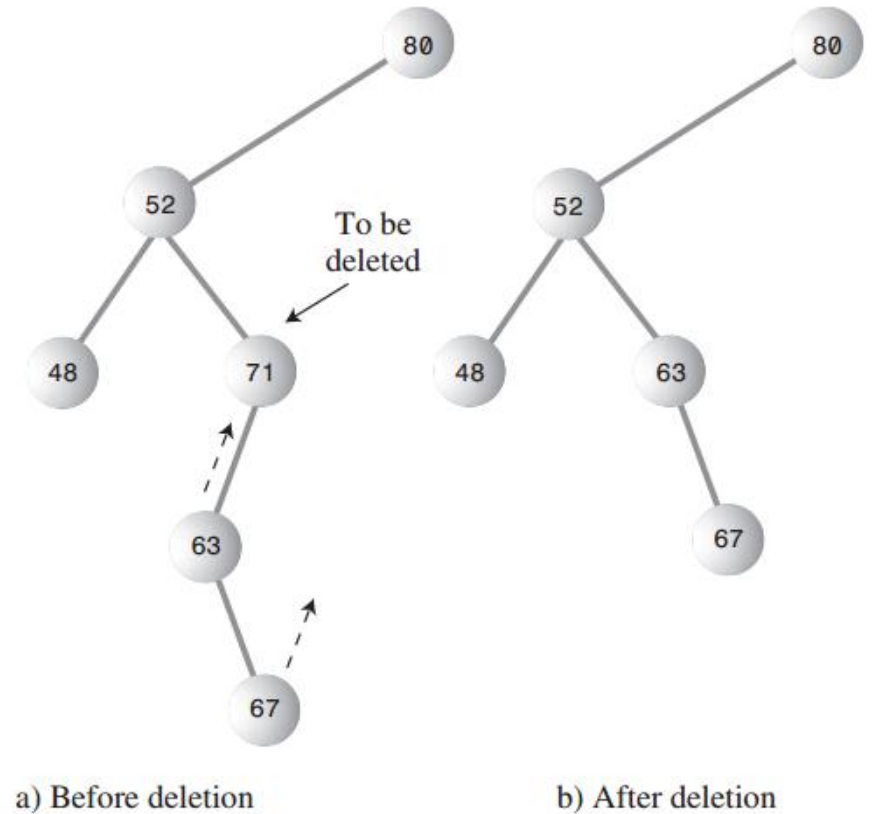 80
52
To be
deleted
48
71
63
67
a) Before deletion
80
52
48
63
67
b) After deletion